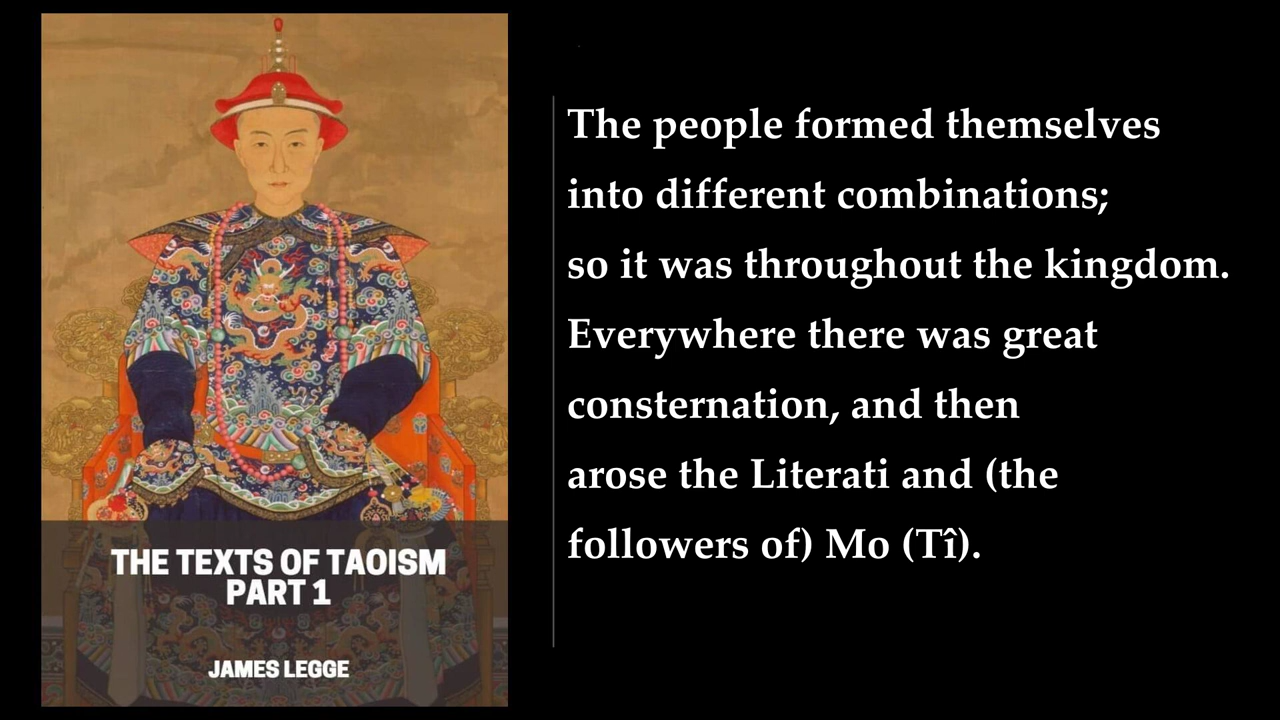 THE TEXTS OF TAOISM
PART 1
JAMES LEGGE
The people formed themselves
into different combinations;
so it was throughout the kingdom.
Everywhere there was great
consternation, and then
arose the Literati and (the
followers of) Mo (Tî).